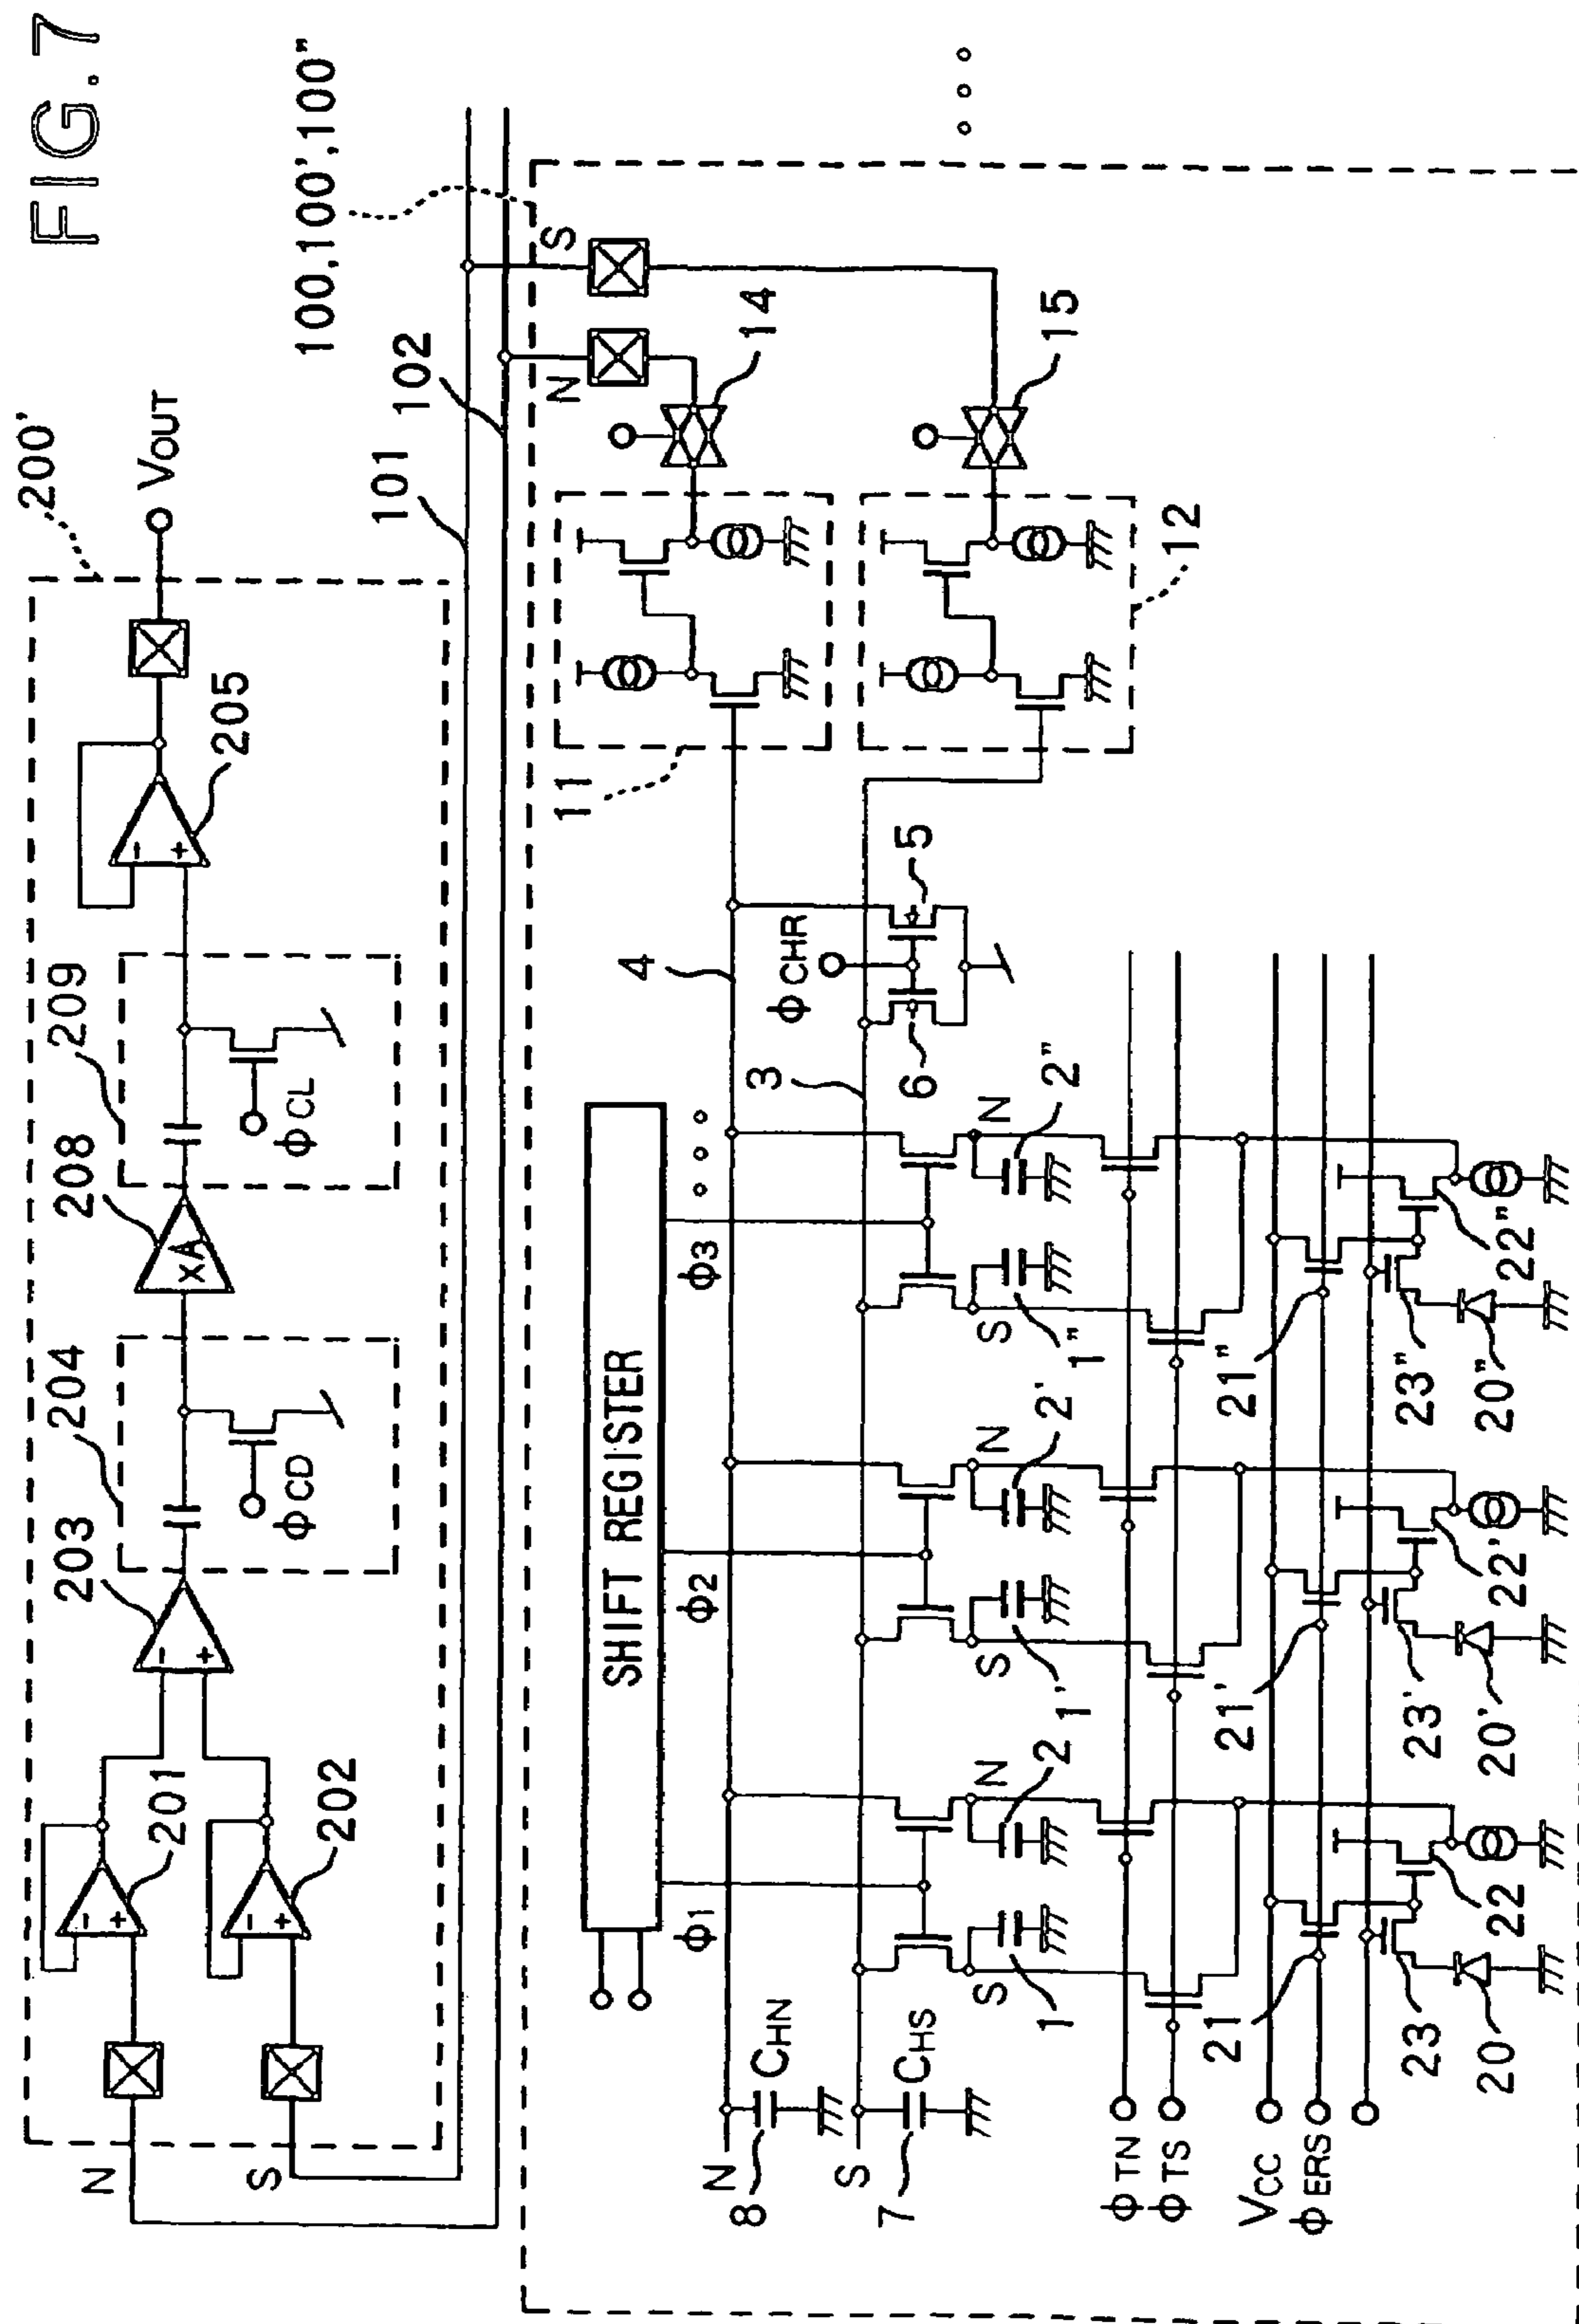 FIG.7
200'
VOUT
205
209
208
204
203
201
202
ϕCL
ϕCD
- +
- +
- +
- +
xA
N
S
101
102
100,100',100"
S
N
14
15
11
12
SHIFT REGISTER
ϕ1
ϕ2
ϕ3
4
3
ϕCHR
5
6
N
8
CHN
S
7
CHS
S
1
N
2
S
1'
N
2'
S
1"
N
2"
ϕTN
ϕTS
VCC
ϕERS
21
22
23
20
21'
22'
23'
20'
21"
22"
23"
20"